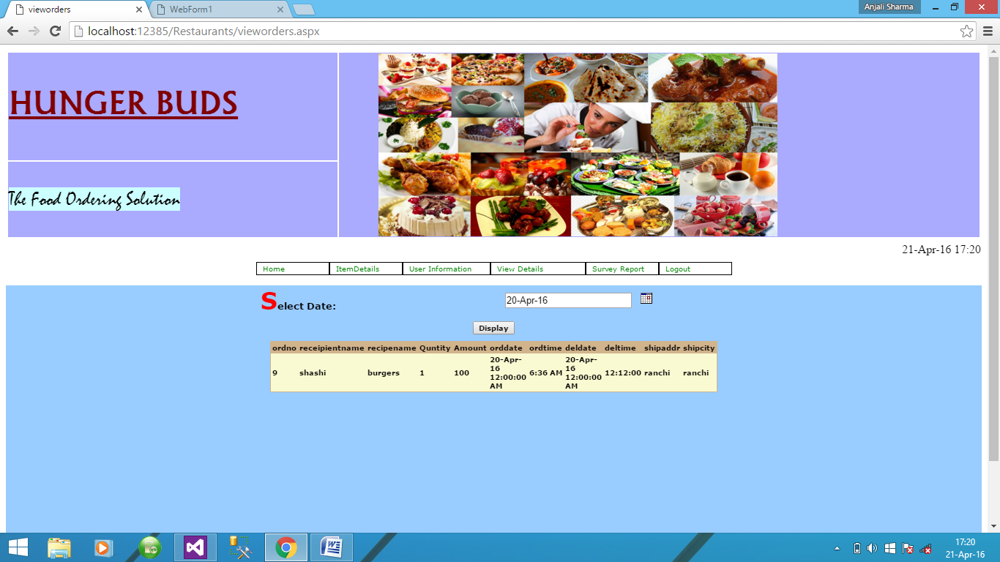 vieworders
WebForm1
Anjali Sharma
localhost:12385/Restaurants/vieworders.aspx
HUNGER BUDS
The Food Ordering Solution
21-Apr-16 17:20
Home ItemDetails User Information View Details Survey Report Logout
Select Date: 20-Apr-16
Display
ordno receipientname recipename Quntity Amount orddate ordtime deldate deltime shipaddr shipcity
9 shashi burgers 1 100 20-Apr-16 12:00:00 AM 6:36 AM 20-Apr-16 12:00:00 AM 12:12:00 ranchi ranchi
17:20
21-Apr-16